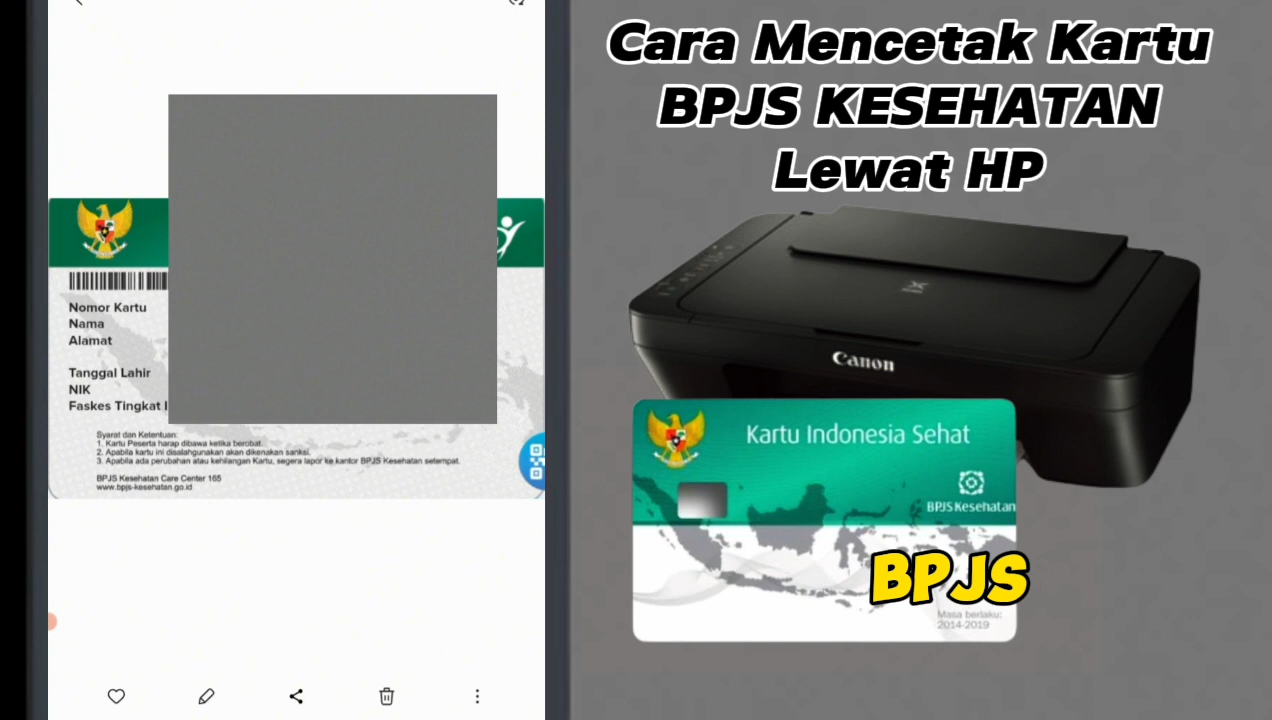 Cara Mencetak Kartu
BPJS KESEHATAN
Lewat HP
Nomor Kartu
Nama
Alamat
Tanggal Lahir
NIK
Faskes Tingkat I
Syarat dan Ketentuan:
1. Kartu Peserta harap dibawa ketika berobat.
2. Apabila kartu ini disalahgunakan akan dikenakan sanksi.
3. Apabila ada perubahan atau kehilangan Kartu, segera lapor ke kantor BPJS Kesehatan setempat.
BPJS Kesehatan Care Center 165
www.bpjs-kesehatan.go.id
Canon
Kartu Indonesia Sehat
BPJS Kesehatan
BPJS
Masa berlaku:
2014-2019